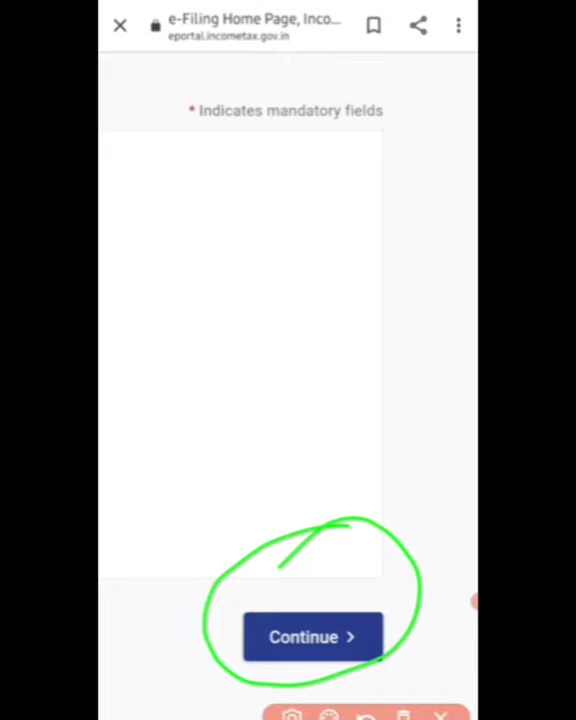 e-Filing Home Page, Inco...
eportal.incometax.gov.in
* Indicates mandatory fields
Continue >